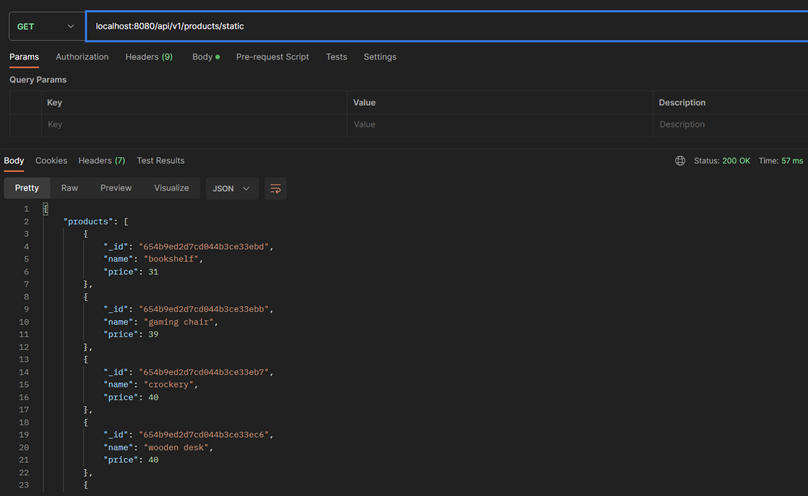 GET localhost:8080/api/v1/products/static
Params Authorization Headers (9) Body Pre-request Script Tests Settings
Query Params
Key Value Description
Key Value Description
Body Cookies Headers (7) Test Results Status: 200 OK Time: 57 ms
Pretty Raw Preview Visualize JSON
1 {
2 "products": [
3 {
4 "_id": "654b9ed2d7cd044b3ce33ebd",
5 "name": "bookshelf",
6 "price": 31
7 },
8 {
9 "_id": "654b9ed2d7cd044b3ce33ebb",
10 "name": "gaming chair",
11 "price": 39
12 },
13 {
14 "_id": "654b9ed2d7cd044b3ce33eb7",
15 "name": "crockery",
16 "price": 40
17 },
18 {
19 "_id": "654b9ed2d7cd044b3ce33ec6",
20 "name": "wooden desk",
21 "price": 40
22 },
23 {